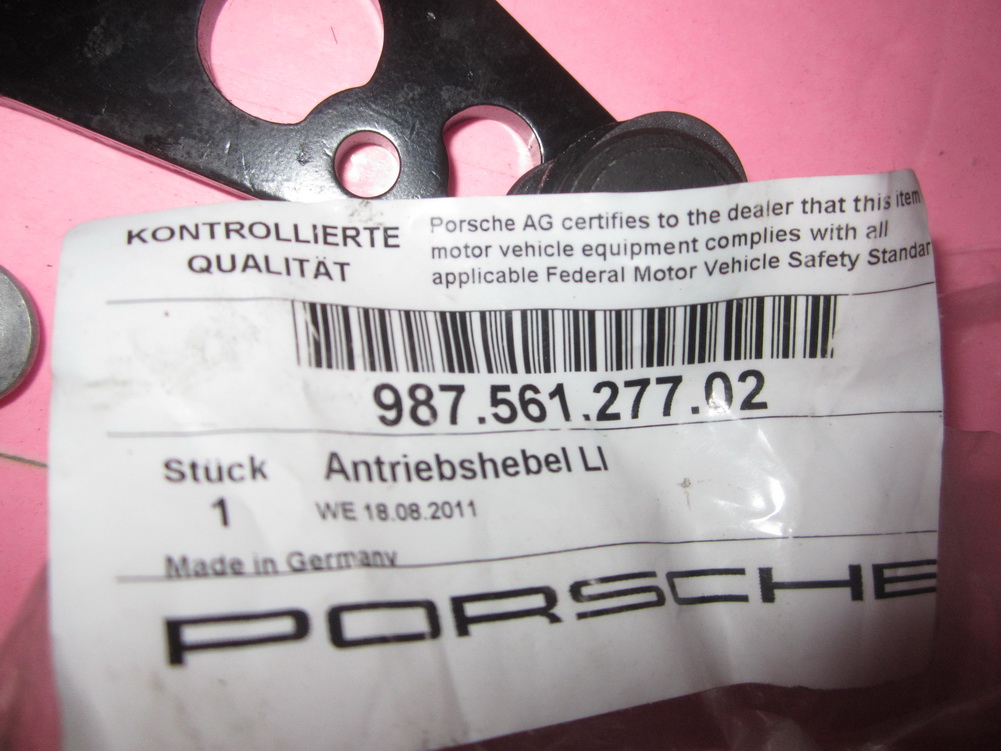 KONTROLLIERTE
QUALITÄT
Porsche AG certifies to the dealer that this item
motor vehicle equipment complies with all
applicable Federal Motor Vehicle Safety Standar
987.561.277.02
Stück
1
Antriebshebel LI
WE 18.08.2011
Made in Germany
PORSCHE